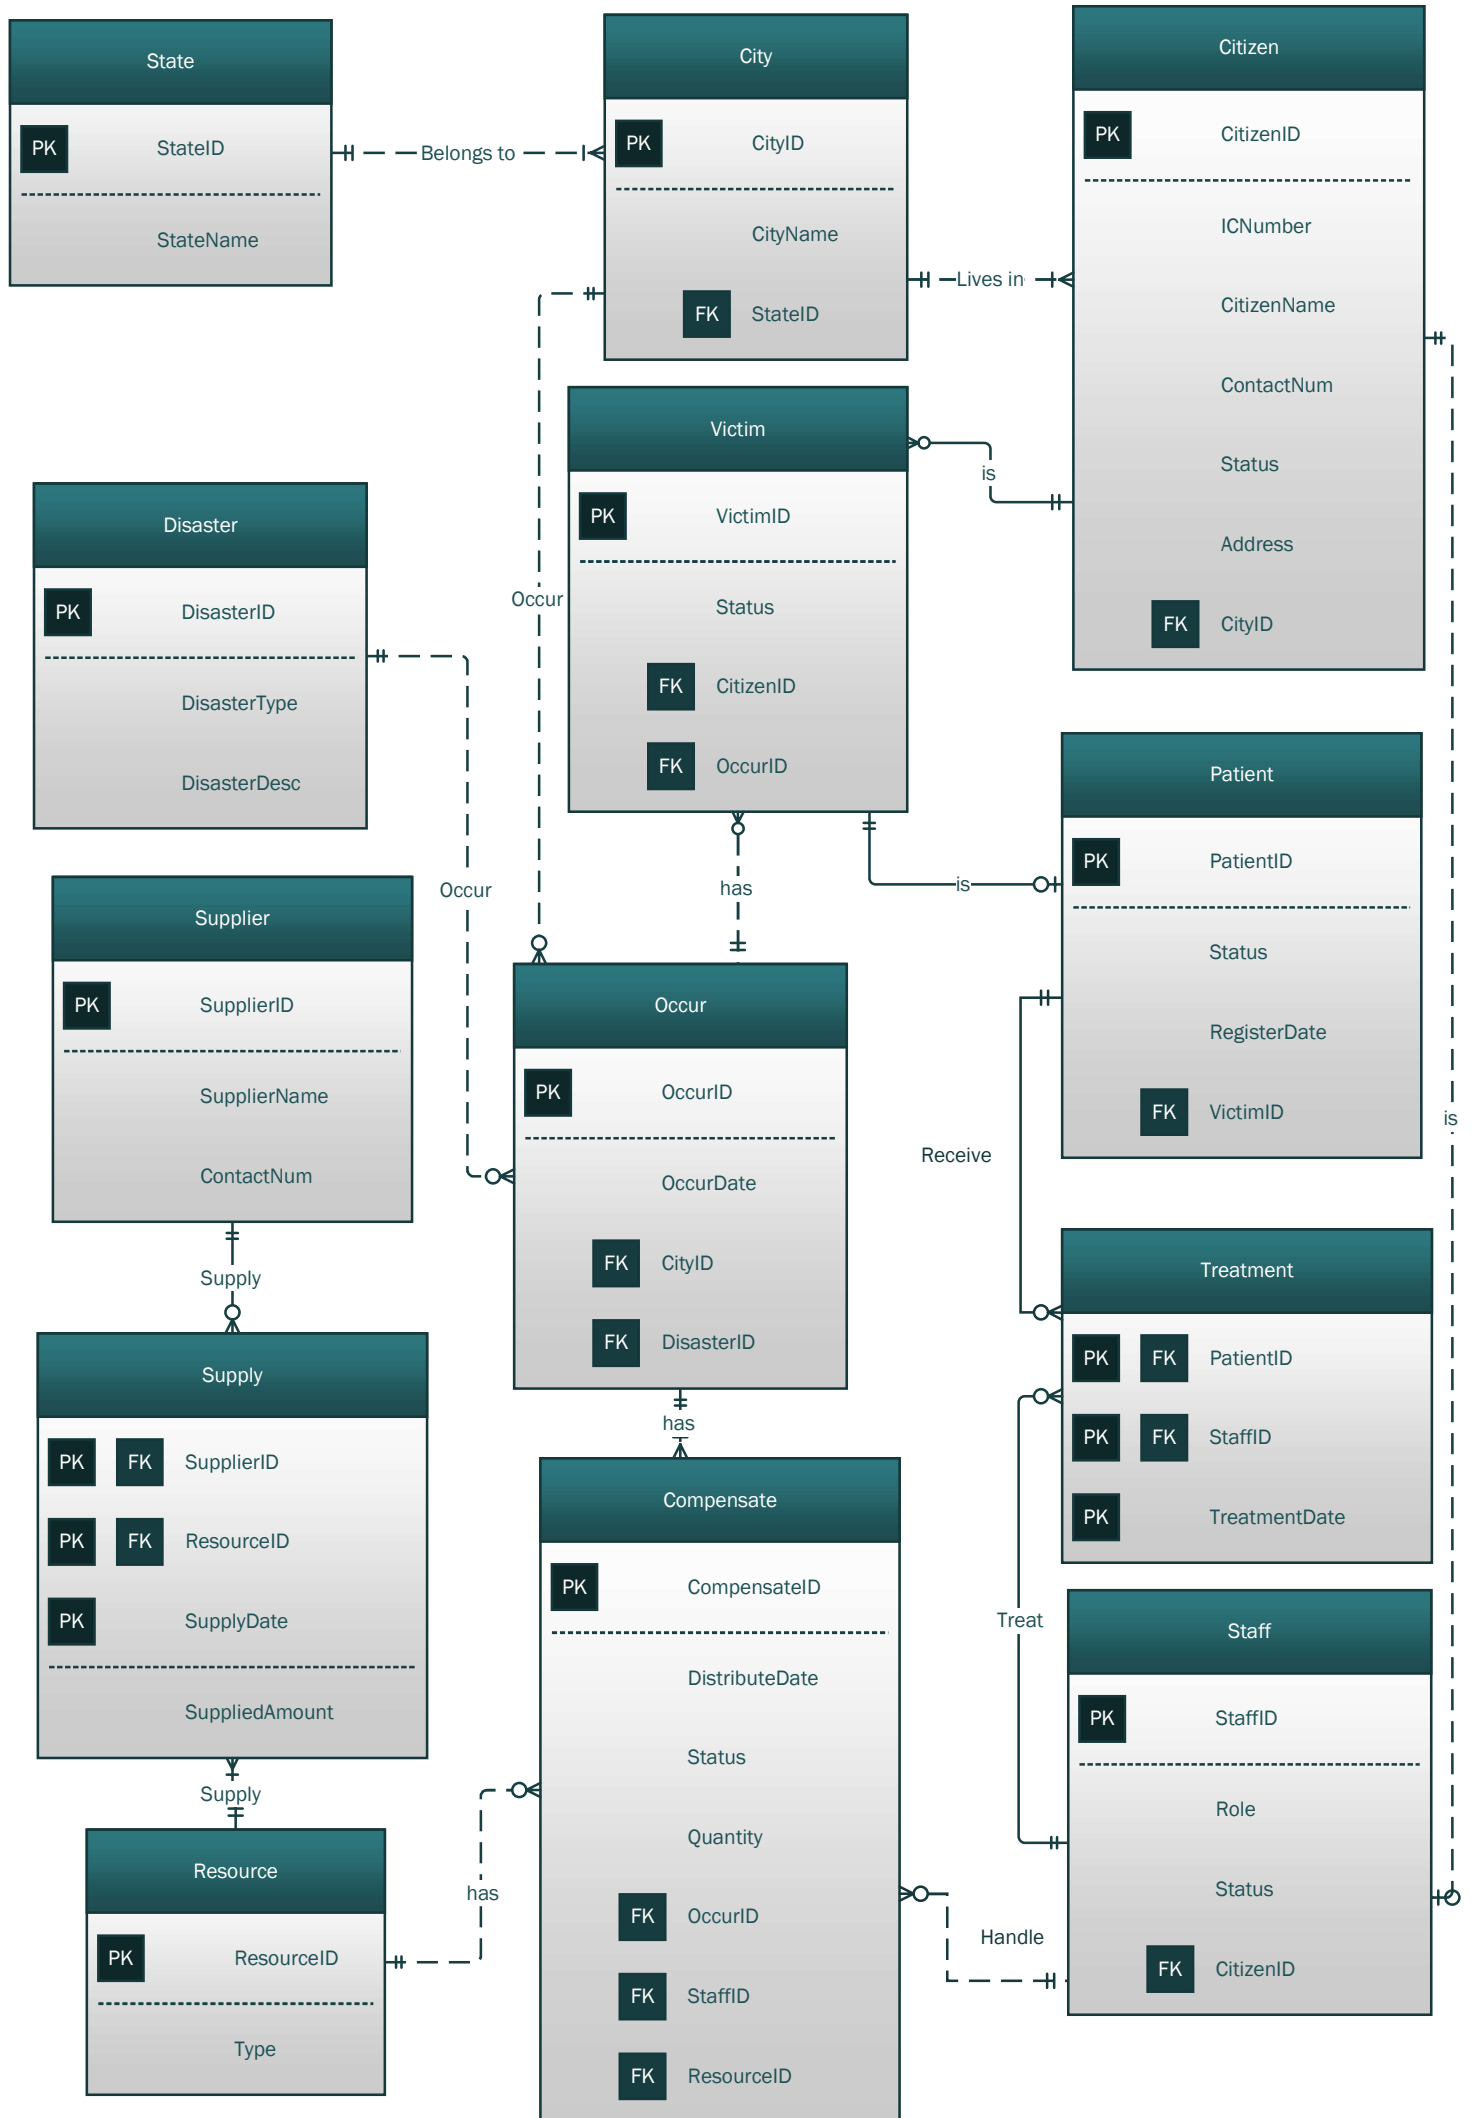 State
PK StateID
StateName
Belongs to
City
PK CityID
CityName
FK StateID
Lives in
Citizen
PK CitizenID
ICNumber
CitizenName
ContactNum
Status
Address
FK CityID
Victim
PK VictimID
Status
FK CitizenID
FK OccurID
is
Occur
Disaster
PK DisasterID
DisasterType
DisasterDesc
Occur
has
is
Patient
PK PatientID
Status
RegisterDate
FK VictimID
is
Supplier
PK SupplierID
SupplierName
ContactNum
Supply
Occur
PK OccurID
OccurDate
FK CityID
FK DisasterID
has
Receive
Treatment
PK FK PatientID
PK FK StaffID
PK TreatmentDate
Treat
Supply
PK FK SupplierID
PK FK ResourceID
PK SupplyDate
SuppliedAmount
Supply
Compensate
PK CompensateID
DistributeDate
Status
Quantity
FK OccurID
FK StaffID
FK ResourceID
has
Handle
Staff
PK StaffID
Role
Status
FK CitizenID
Resource
PK ResourceID
Type